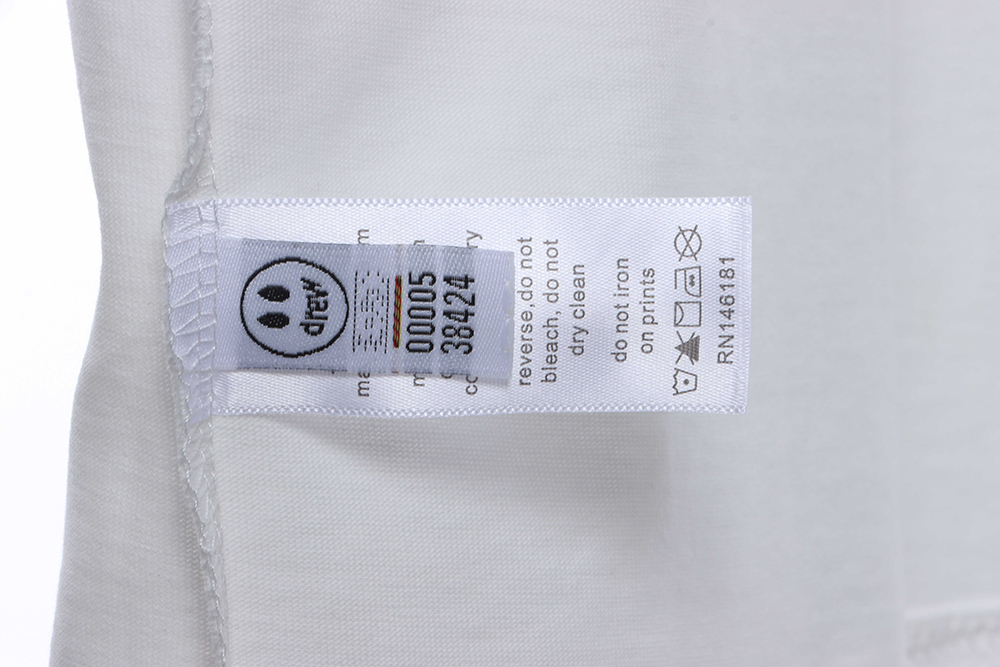 drew
00005
38424
reverse,do not
bleach, do not
dry clean
do not iron
on prints
RN146181